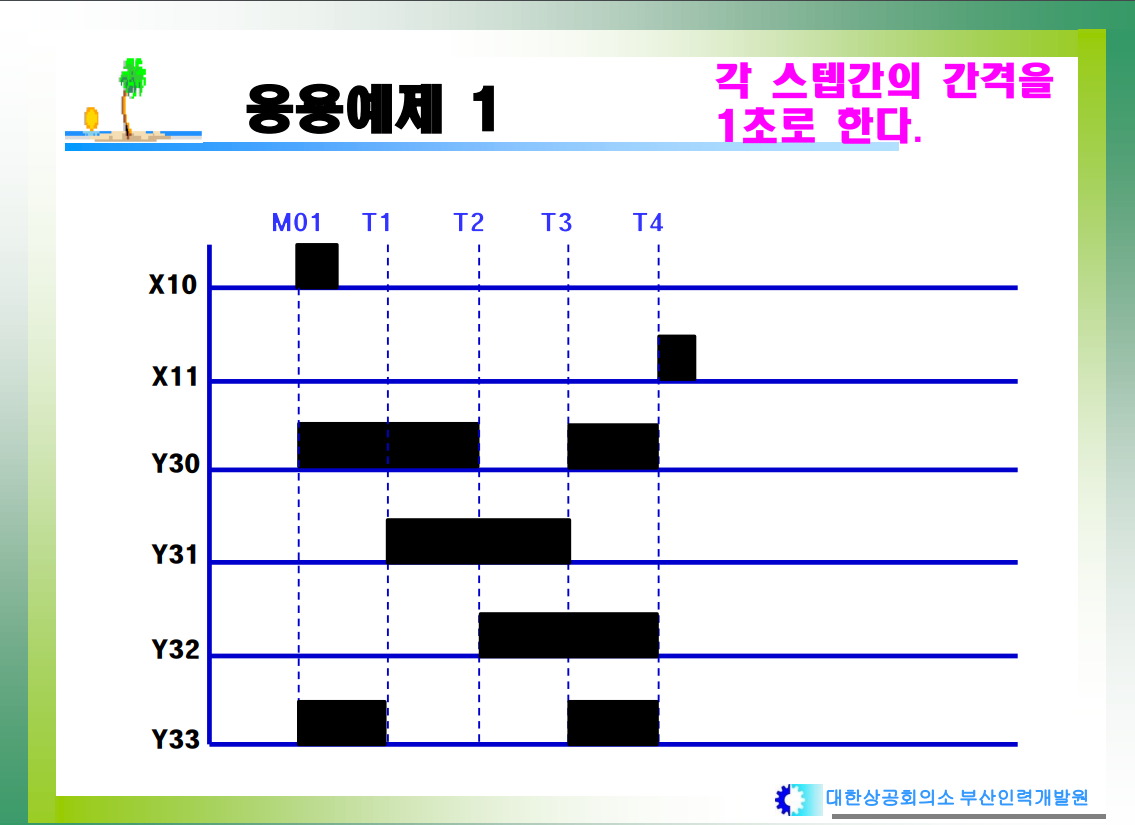 응용예제 1
각 스텝간의 간격을
1초로 한다.
M01 T1 T2 T3 T4
X10
X11
Y30
Y31
Y32
Y33
대한상공회의소 부산인력개발원